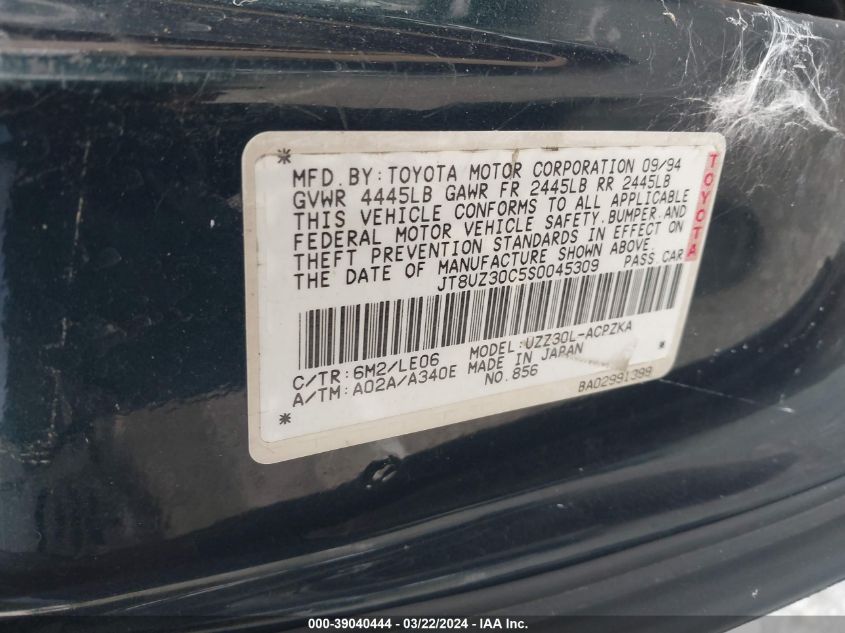 MFD. BY: TOYOTA MOTOR CORPORATION 09/94
GVWR 4445LB GAWR FR 2445LB RR 2445LB
THIS VEHICLE CONFORMS TO ALL APPLICABLE
FEDERAL MOTOR VEHICLE SAFETY, BUMPER, AND
THEFT PREVENTION STANDARDS IN EFFECT ON
THE DATE OF MANUFACTURE SHOWN ABOVE.
JT8UZ30C5S0045309 PASS.CAR
TOYOTA
C/TR: 6M2/LE06 MODEL: UZZ30L-ACPZKA
A/TM: A02A/A340E MADE IN JAPAN
NO.856
BA02991399
000-39040444 - 03/22/2024 - IAA Inc.